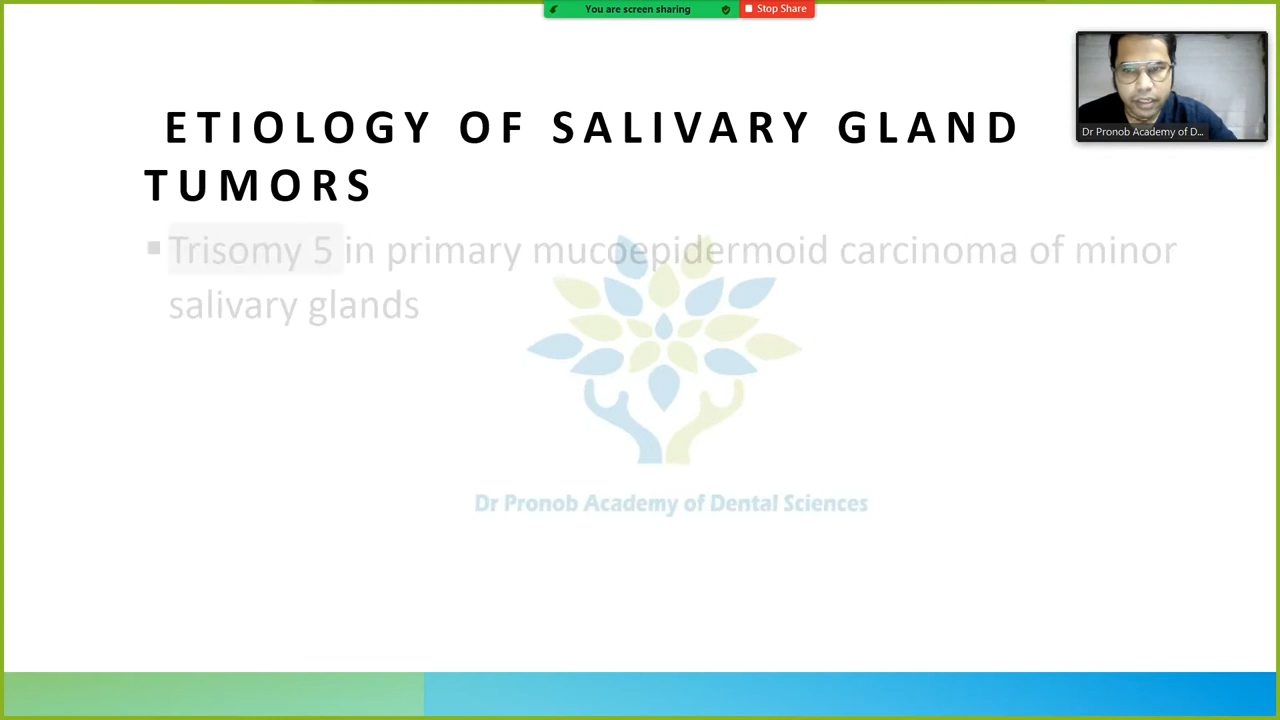 You are screen sharing
Stop Share
ETIOLOGY OF SALIVARY GLAND
TUMORS
Dr Pronob Academy of D...
▪ Trisomy 5 in primary mucoepidermoid carcinoma of minor
salivary glands
Dr Pronob Academy of Dental Sciences